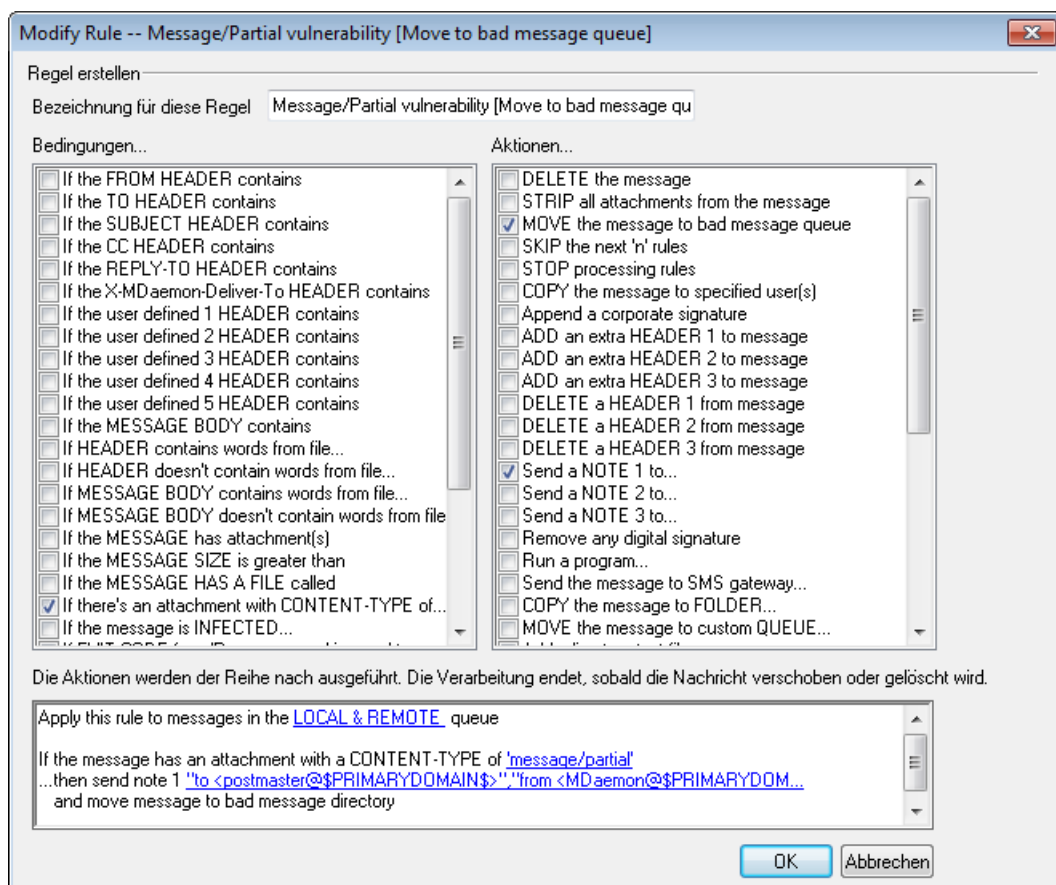 Modify Rule -- Message/Partial vulnerability [Move to bad message queue]
Regel erstellen
Bezeichnung für diese Regel
Message/Partial vulnerability [Move to bad message qu
Bedingungen...
If the FROM HEADER contains
If the TO HEADER contains
If the SUBJECT HEADER contains
If the CC HEADER contains
If the REPLY-TO HEADER contains
If the X-MDaemon-Deliver-To HEADER contains
If the user defined 1 HEADER contains
If the user defined 2 HEADER contains
If the user defined 3 HEADER contains
If the user defined 4 HEADER contains
If the user defined 5 HEADER contains
If the MESSAGE BODY contains
If HEADER contains words from file...
If HEADER doesn't contain words from file...
If MESSAGE BODY contains words from file...
If MESSAGE BODY doesn't contain words from file
If the MESSAGE has attachment(s)
If the MESSAGE SIZE is greater than
If the MESSAGE HAS A FILE called
If there's an attachment with CONTENT-TYPE of...
If the message is INFECTED...
Aktionen...
DELETE the message
STRIP all attachments from the message
MOVE the message to bad message queue
SKIP the next 'n' rules
STOP processing rules
COPY the message to specified user(s)
Append a corporate signature
ADD an extra HEADER 1 to message
ADD an extra HEADER 2 to message
ADD an extra HEADER 3 to message
DELETE a HEADER 1 from message
DELETE a HEADER 2 from message
DELETE a HEADER 3 from message
Send a NOTE 1 to...
Send a NOTE 2 to...
Send a NOTE 3 to...
Remove any digital signature
Run a program...
Send the message to SMS gateway...
COPY the message to FOLDER...
MOVE the message to custom QUEUE...
Die Aktionen werden der Reihe nach ausgeführt. Die Verarbeitung endet, sobald die Nachricht verschoben oder gelöscht wird.
Apply this rule to messages in the LOCAL & REMOTE queue
If the message has an attachment with a CONTENT-TYPE of 'message/partial'
...then send note 1 "to <postmaster@$PRIMARYDOMAIN$>","from <MDaemon@$PRIMARYDOM...
and move message to bad message directory
OK
Abbrechen